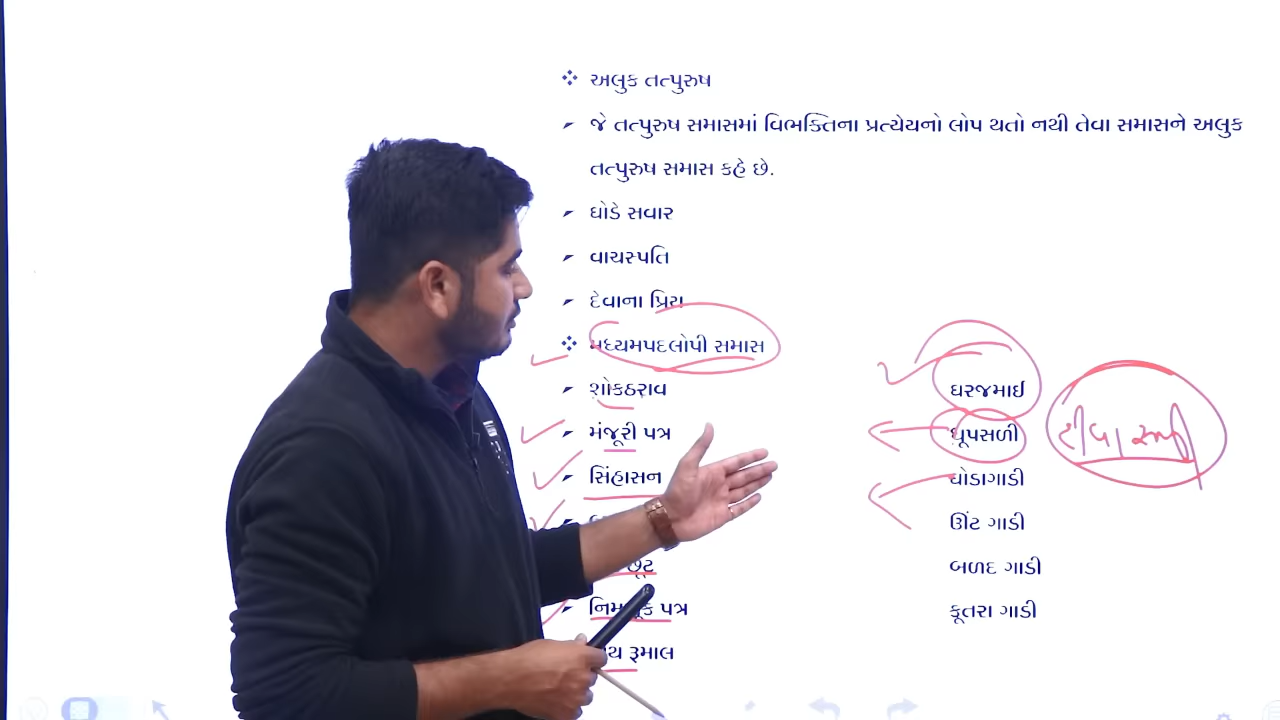 અલુક તત્પુરુષ
જે તત્પુરુષ સમાસમાં વિભક્તિના પ્રત્યેયનો લોપ થતો નથી તેવા સમાસને અલુક
તત્પુરુષ સમાસ કહે છે.
ઘોડે સવાર
વાચસ્પતિ
દેવાના પ્રિય
મધ્યમપદલોપી સમાસ
શોકઠરાવ
મંજૂરી પત્ર
સિંહાસન
છૂટ
નિમણૂક પત્ર
રૂમાલ
ઘરજમાઈ
ધૂપસળી
ઘોડાગાડી
ઊંટ ગાડી
બળદ ગાડી
કૂતરા ગાડી